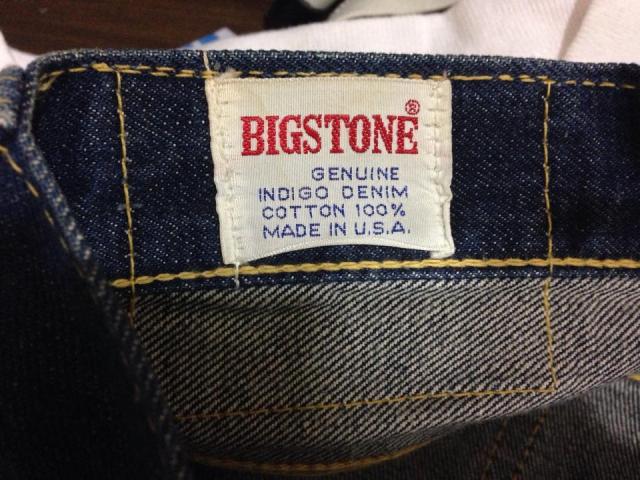 BIGSTONE®
GENUINE
INDIGO DENIM
COTTON 100%
MADE IN U.S.A.